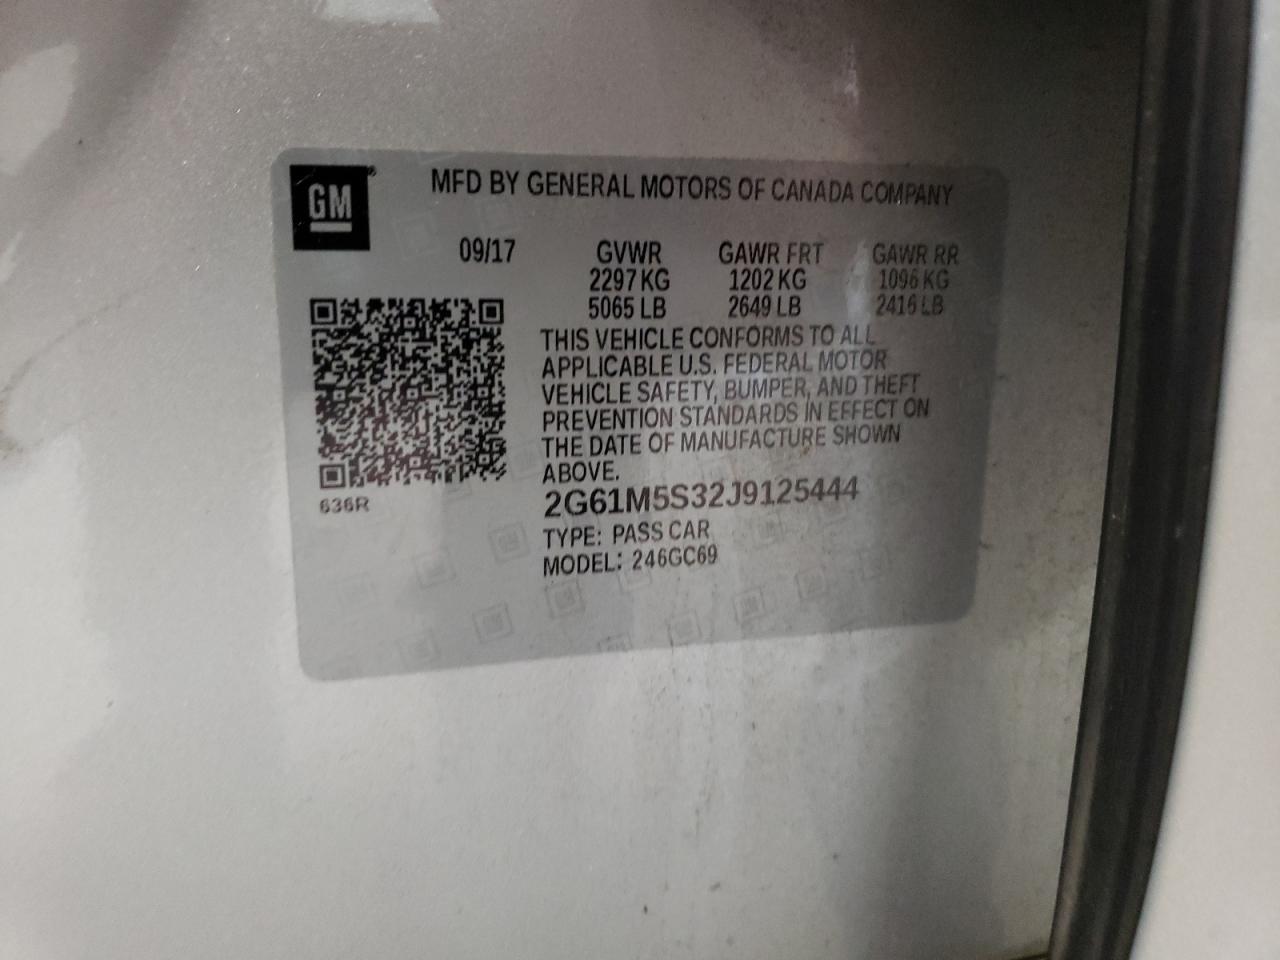 GM
MFD BY GENERAL MOTORS OF CANADA COMPANY
09/17 GVWR GAWR FRT GAWR RR
2297 KG 1202 KG 1096 KG
5065 LB 2649 LB 2416 LB
THIS VEHICLE CONFORMS TO ALL
APPLICABLE U.S. FEDERAL MOTOR
VEHICLE SAFETY, BUMPER, AND THEFT
PREVENTION STANDARDS IN EFFECT ON
THE DATE OF MANUFACTURE SHOWN
ABOVE.
2G61M5S32J9125444
636R
TYPE: PASS CAR
MODEL: 246GC69